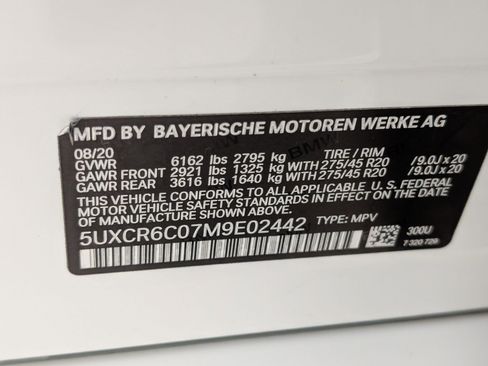 MFD BY BAYERISCHE MOTOREN WERKE AG
08/20 TIRE / RIM
GVWR 6162 lbs 2795 kg
GAWR FRONT 2921 lbs 1325 kg WITH 275/45 R20 /9.0J x 20
GAWR REAR 3616 lbs 1640 kg WITH 275/45 R20 /9.0J x 20
THIS VEHICLE CONFORMS TO ALL APPLICABLE U. S. FEDERAL
MOTOR VEHICLE SAFETY STANDARDS IN EFFECT ON THE
DATE OF MANUFACTURE SHOWN ABOVE.
5UXCR6C07M9E02442 TYPE: MPV
300U
7 320 729